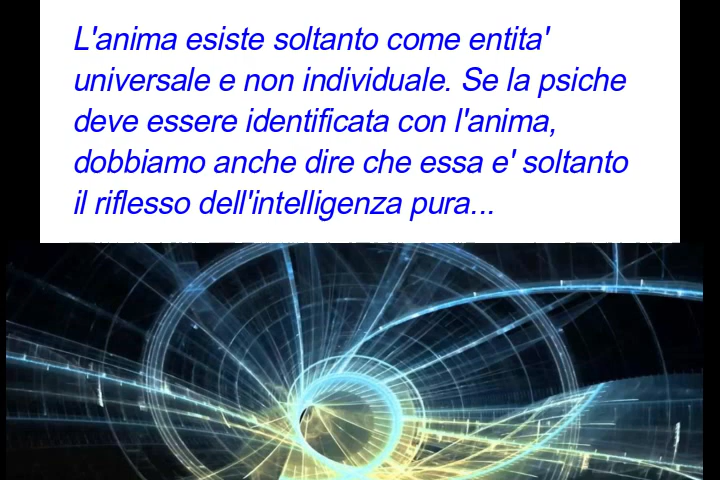 L'anima esiste soltanto come entita'
universale e non individuale. Se la psiche
deve essere identificata con l'anima,
dobbiamo anche dire che essa e' soltanto
il riflesso dell'intelligenza pura...